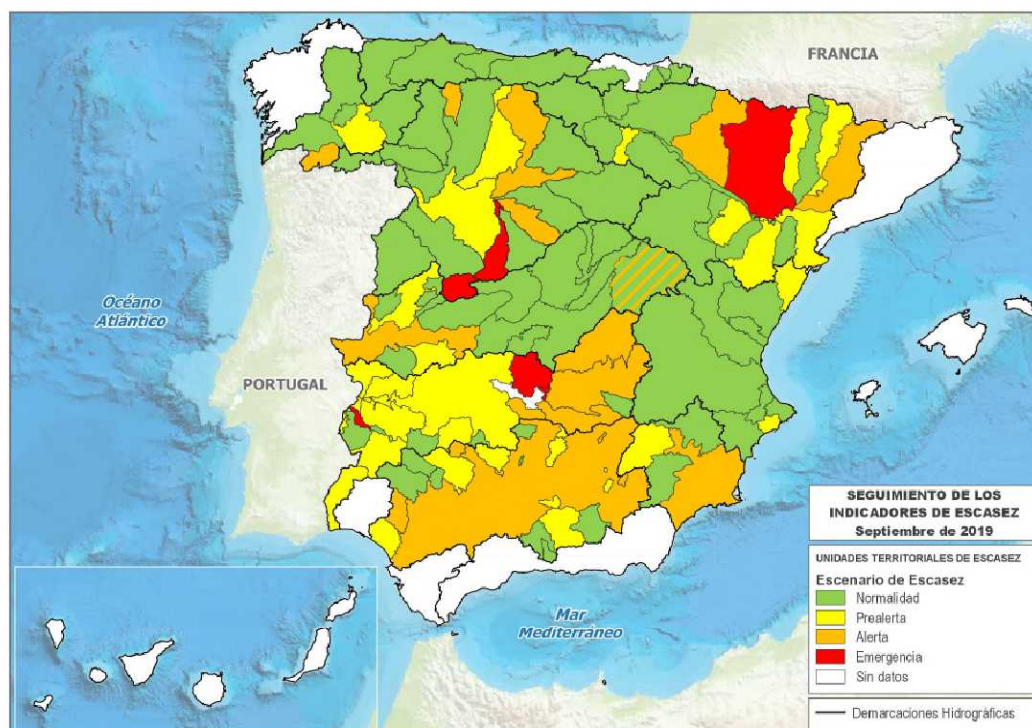 FRANCIA
Océano
Atlántico
PORTUGAL
Mar
Mediterráneo
SEGUIMIENTO DE LOS
INDICADORES DE ESCASEZ
Septiembre de 2019
UNIDADES TERRITORIALES DE ESCASEZ
Escenario de Escasez
Normalidad
Prealerta
Alerta
Emergencia
Sin datos
Demarcaciones Hidrográficas